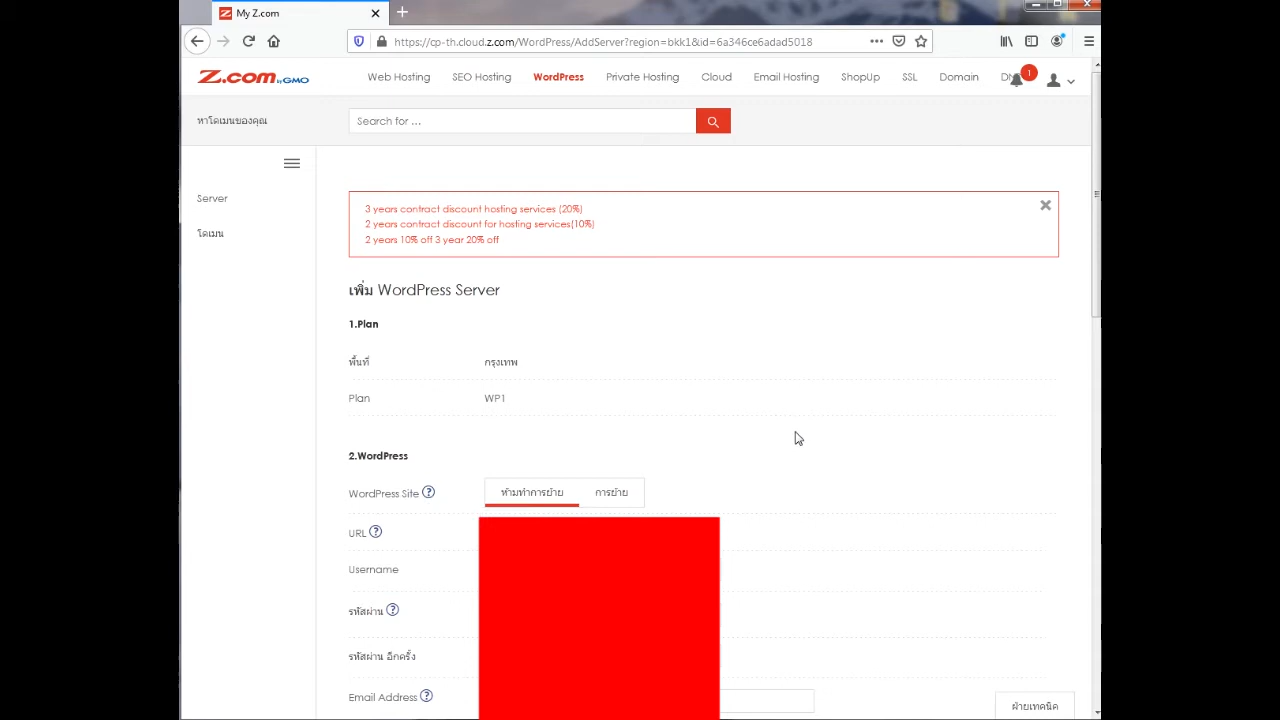 My Z.com
https://cp-th.cloud.z.com/WordPress/AddServer?region=bkk1&id=6a346ce6adad5018
Z.com by GMO
Web Hosting SEO Hosting WordPress Private Hosting Cloud Email Hosting ShopUp SSL Domain
1
หาโดเมนของคุณ
Search for ...
Server
โดเมน
3 years contract discount hosting services (20%)
2 years contract discount for hosting services(10%)
2 years 10% off 3 year 20% off
เพิ่ม WordPress Server
1.Plan
พื้นที่ กรุงเทพ
Plan WP1
2.WordPress
WordPress Site ? ห้ามทำการย้าย การย้าย
URL ?
Username
รหัสผ่าน ?
รหัสผ่าน อีกครั้ง
Email Address ?
ฝ่ายเทคนิค